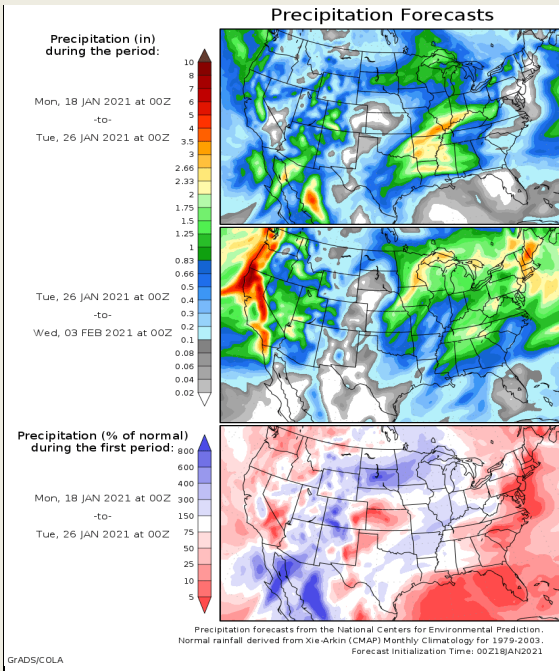 Precipitation Forecasts
Precipitation (in)
during the period:
Mon, 18 JAN 2021 at 00Z
-to-
Tue, 26 JAN 2021 at 00Z
10
8
7
6
5
4
3.5
3
2.66
2.33
2
1.75
1.5
1.25
1
0.83
0.66
0.5
0.4
0.3
0.2
0.1
0.08
0.06
0.04
0.02
Tue, 26 JAN 2021 at 00Z
-to-
Wed, 03 FEB 2021 at 00Z
Precipitation (% of normal)
during the first period:
Mon, 18 JAN 2021 at 00Z
-to-
Tue, 26 JAN 2021 at 00Z
800
600
400
300
150
75
50
25
10
5
Precipitation forecasts from the National Centers for Environmental Prediction.
Normal rainfall derived from Xie-Arkin (CMAP) Monthly Climatology for 1979-2003.
Forecast Initialization Time: 00Z18JAN2021
GrADS/COLA